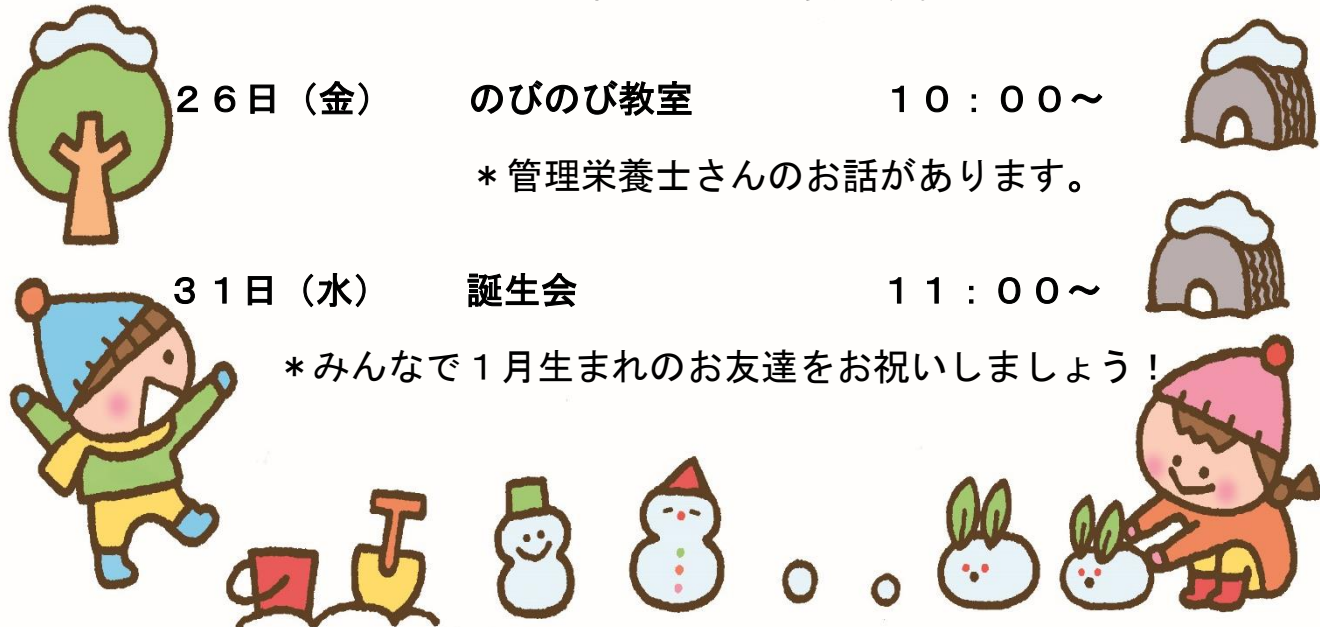 ２６日（金）　　のびのび教室　　　　　１０：００～
＊管理栄養士さんのお話があります。
３１日（水）　　誕生会　　　　　　　　１１：００～
＊みんなで１月生まれのお友達をお祝いしましょう！